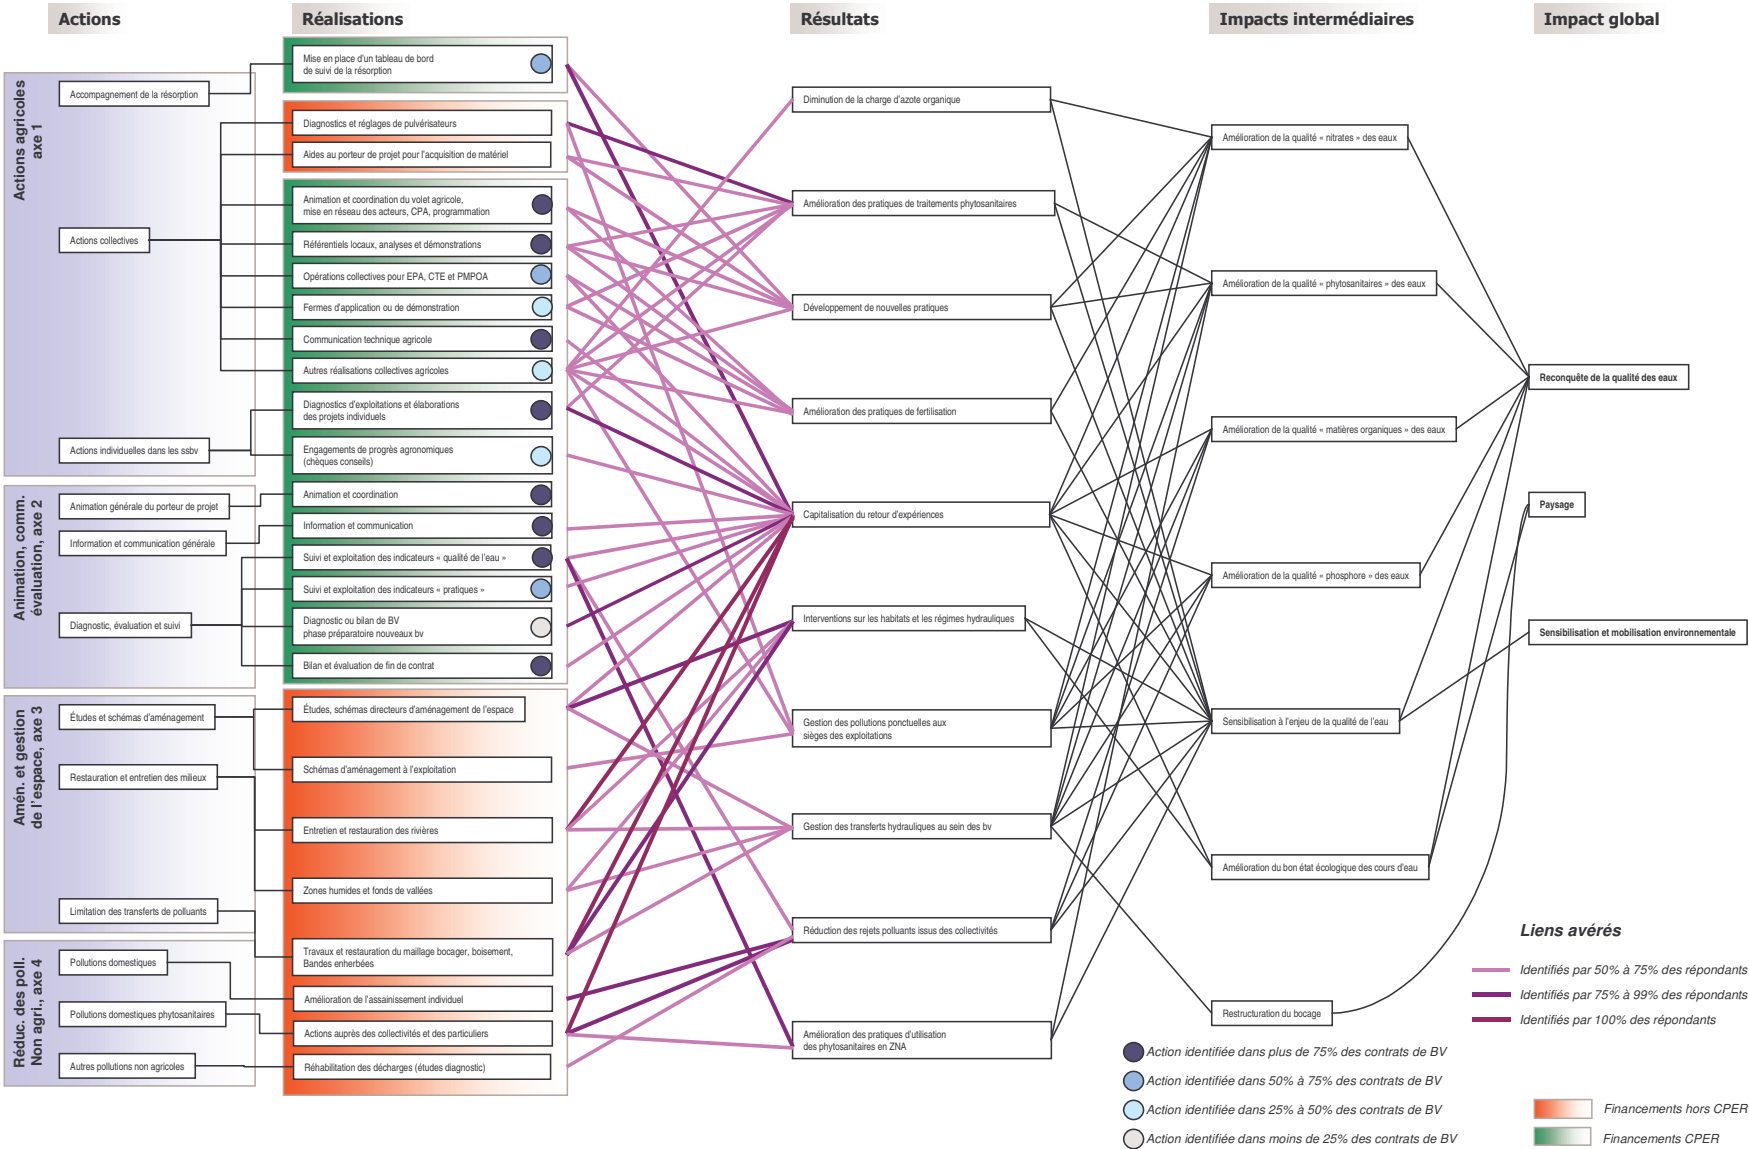 Actions
Réalisations
Résultats
Impacts intermédiaires
Impact global
Actions agricoles
axe 1
Accompagnement de la résorption
Actions collectives
Actions individuelles dans les ssbv
Animation, comm.
évaluation, axe 2
Animation générale du porteur de projet
Information et communication générale
Diagnostic, évaluation et suivi
Amén. et gestion
de l'espace, axe 3
Études et schémas d'aménagement
Restauration et entretien des milieux
Limitation des transferts de polluants
Réduc. des poll.
Non agri., axe 4
Pollutions domestiques
Pollutions domestiques phytosanitaires
Autres pollutions non agricoles
Mise en place d'un tableau de bord
de suivi de la résorption
Diagnostics et réglages de pulvérisateurs
Aides au porteur de projet pour l'acquisition de matériel
Animation et coordination du volet agricole,
mise en réseau des acteurs, CPA, programmation
Référentiels locaux, analyses et démonstrations
Opérations collectives pour EPA, CTE et PMPOA
Fermes d'application ou de démonstration
Communication technique agricole
Autres réalisations collectives agricoles
Diagnostics d'exploitations et élaborations
des projets individuels
Engagements de progrès agronomiques
(chèques conseils)
Animation et coordination
Information et communication
Suivi et exploitation des indicateurs « qualité de l'eau »
Suivi et exploitation des indicateurs « pratiques »
Diagnostic ou bilan de BV
phase préparatoire nouveaux bv
Bilan et évaluation de fin de contrat
Études, schémas directeurs d'aménagement de l'espace
Schémas d'aménagement à l'exploitation
Entretien et restauration des rivières
Zones humides et fonds de vallées
Travaux et restauration du maillage bocager, boisement,
Bandes enherbées
Amélioration de l'assainissement individuel
Actions auprès des collectivités et des particuliers
Réhabilitation des décharges (études diagnostic)
Diminution de la charge d'azote organique
Amélioration des pratiques de traitements phytosanitaires
Développement de nouvelles pratiques
Amélioration des pratiques de fertilisation
Capitalisation du retour d'expériences
Interventions sur les habitats et les régimes hydrauliques
Gestion des pollutions ponctuelles aux
sièges des exploitations
Gestion des transferts hydrauliques au sein des bv
Réduction des rejets polluants issus des collectivités
Amélioration des pratiques d'utilisation
des phytosanitaires en ZNA
Amélioration de la qualité « nitrates » des eaux
Amélioration de la qualité « phytosanitaires » des eaux
Amélioration de la qualité « matières organiques » des eaux
Amélioration de la qualité « phosphore » des eaux
Sensibilisation à l'enjeu de la qualité de l'eau
Amélioration du bon état écologique des cours d'eau
Restructuration du bocage
Reconquête de la qualité des eaux
Paysage
Sensibilisation et mobilisation environnementale
Liens avérés
Identifiés par 50% à 75% des répondants
Identifiés par 75% à 99% des répondants
Identifiés par 100% des répondants
Action identifiée dans plus de 75% des contrats de BV
Action identifiée dans 50% à 75% des contrats de BV
Action identifiée dans 25% à 50% des contrats de BV
Action identifiée dans moins de 25% des contrats de BV
Financements hors CPER
Financements CPER